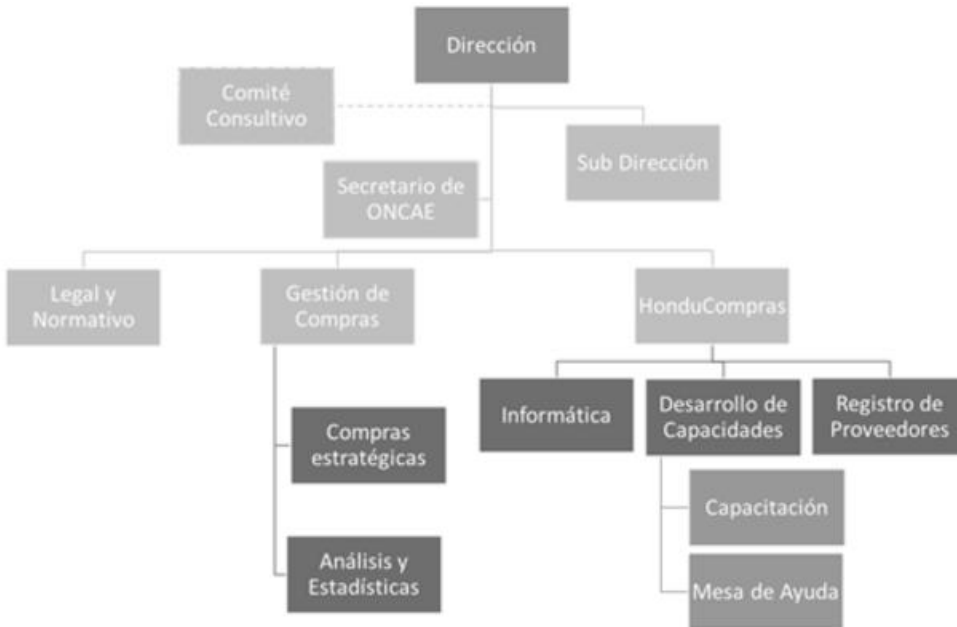 Dirección
Comité
Consultivo
Sub Dirección
Secretario de
ONCAE
Legal y
Normativo
Gestión de
Compras
HonduCompras
Informática
Desarrollo de
Capacidades
Registro de
Proveedores
Compras
estratégicas
Capacitación
Análisis y
Estadísticas
Mesa de Ayuda